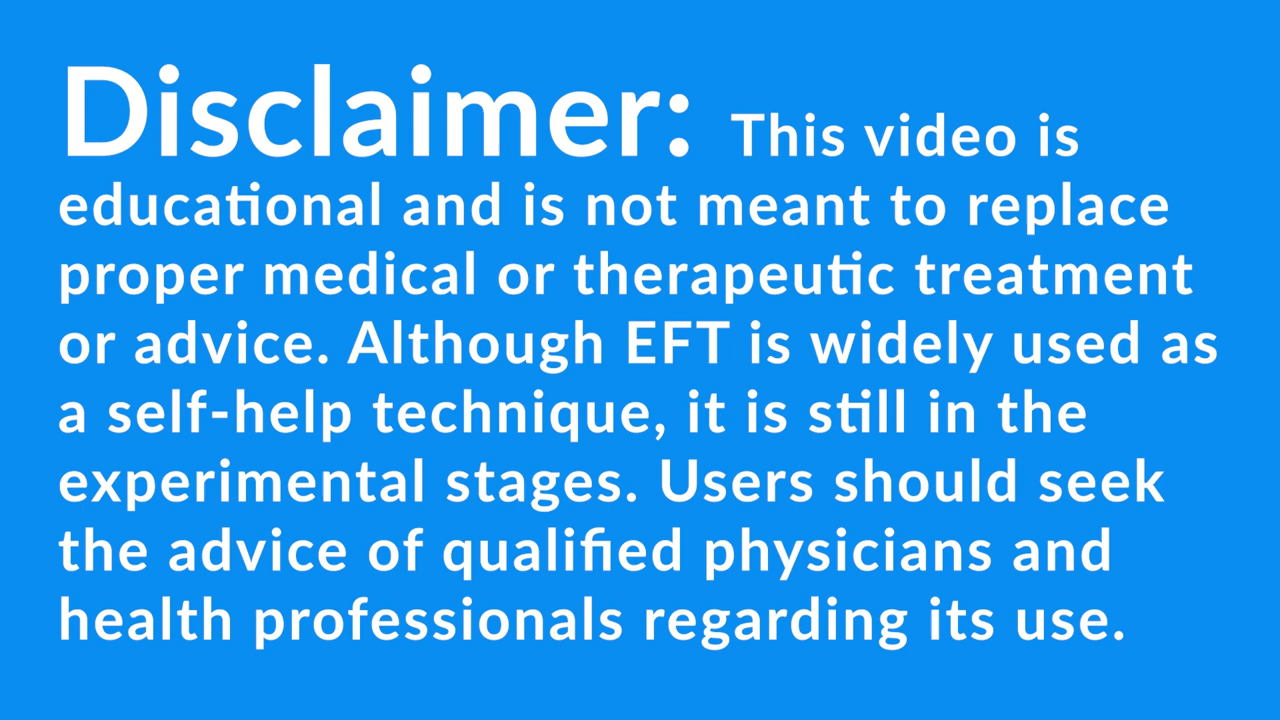 Disclaimer: This video is
educational and is not meant to replace
proper medical or therapeutic treatment
or advice. Although EFT is widely used as
a self-help technique, it is still in the
experimental stages. Users should seek
the advice of qualified physicians and
health professionals regarding its use.